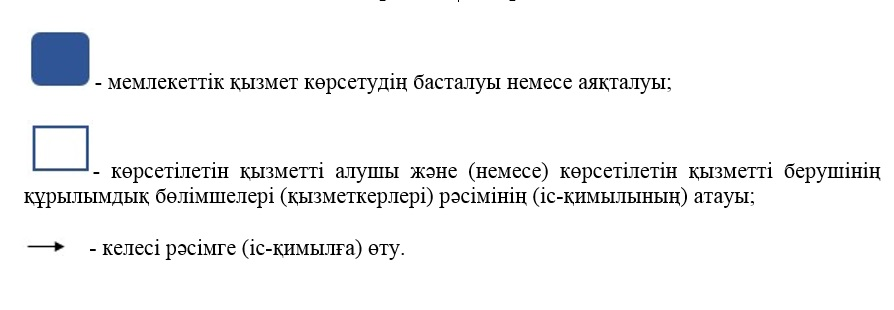 - мемлекеттік қызмет көрсетудің басталуы немесе аяқталуы;
- көрсетілетін қызметті алушы және (немесе) көрсетілетін қызметті берушінің
құрылымдық бөлімшелері (қызметкерлері) рәсімінің (іс-қимылының) атауы;
- келесі рәсімге (іс-қимылға) өту.